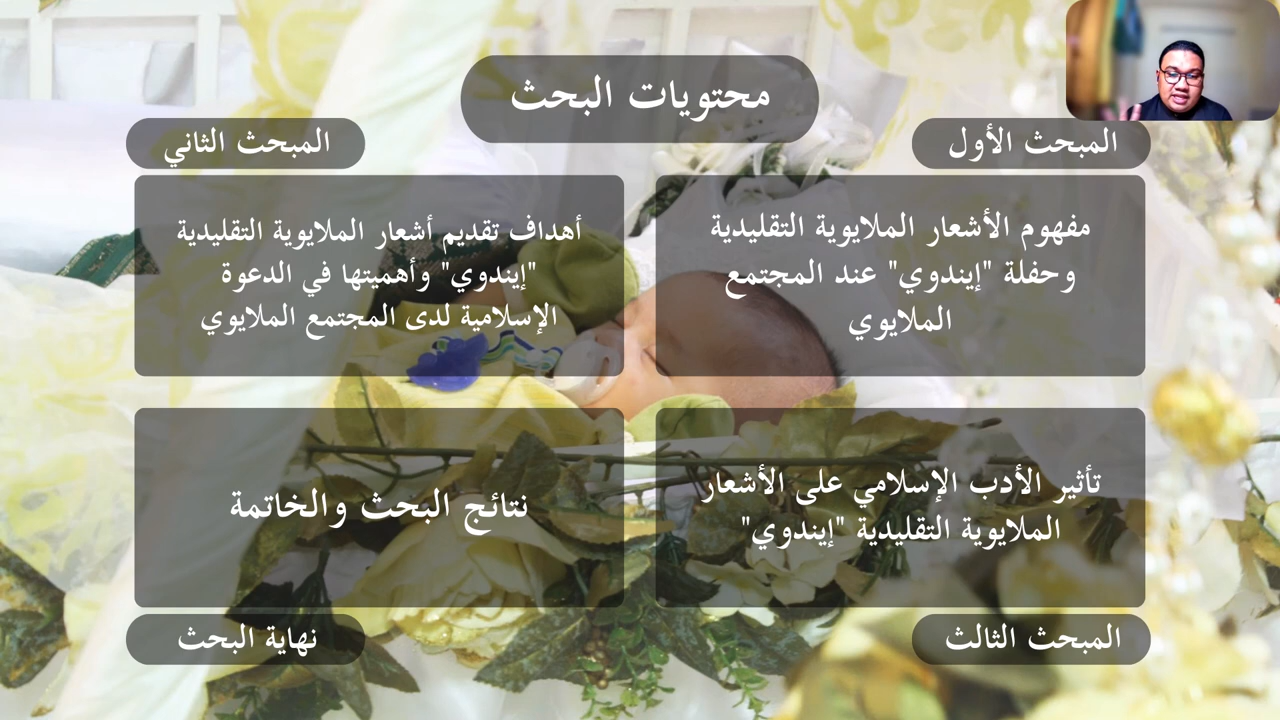 محتويات البحث
المبحث الأول
مفهوم الأشعار الملايوية التقليدية
وحفلة "إيندوي" عند المجتمع
الملايوي
المبحث الثاني
أهداف تقديم أشعار الملايوية التقليدية
"إيندوي" وأهميتها في الدعوة
الإسلامية لدى المجتمع الملايوي
المبحث الثالث
تأثير الأدب الإسلامي على الأشعار
الملايوية التقليدية "إيندوي"
نهاية البحث
نتائج البحث والخاتمة